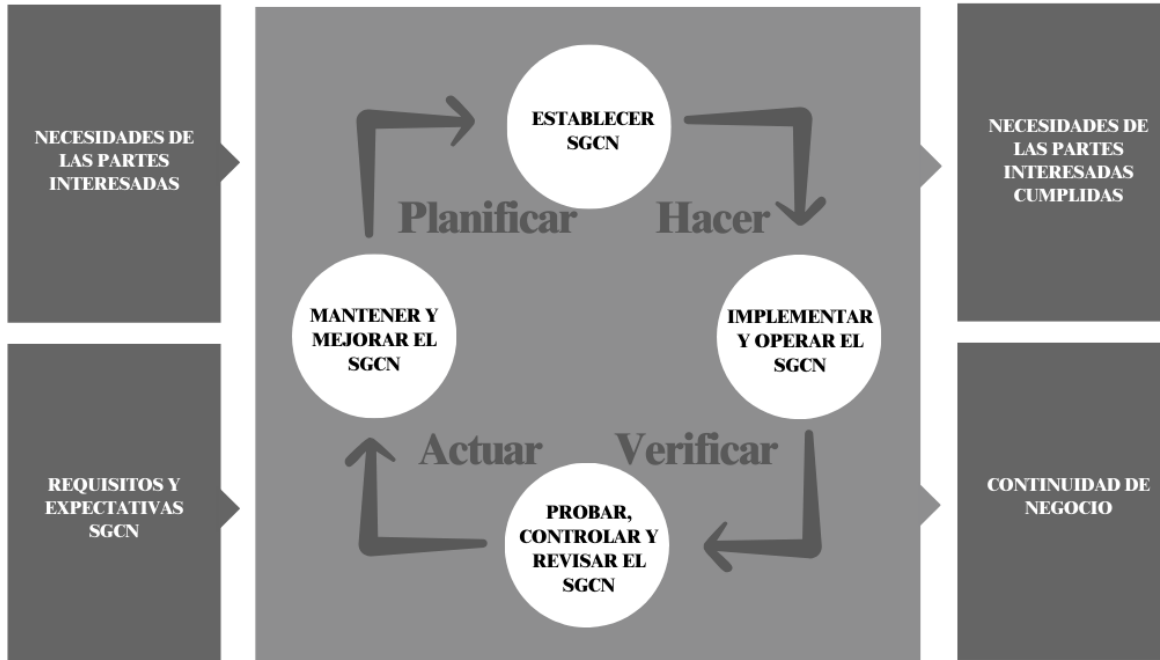 NECESIDADES DE
LAS PARTES
INTERESADAS
REQUISITOS Y
EXPECTATIVAS
SGCN
ESTABLECER
SGCN
Planificar
Hacer
MANTENER Y
MEJORAR EL
SGCN
IMPLEMENTAR
Y OPERAR EL
SGCN
Actuar
Verificar
PROBAR,
CONTROLAR Y
REVISAR EL
SGCN
NECESIDADES DE
LAS PARTES
INTERESADAS
CUMPLIDAS
CONTINUIDAD DE
NEGOCIO